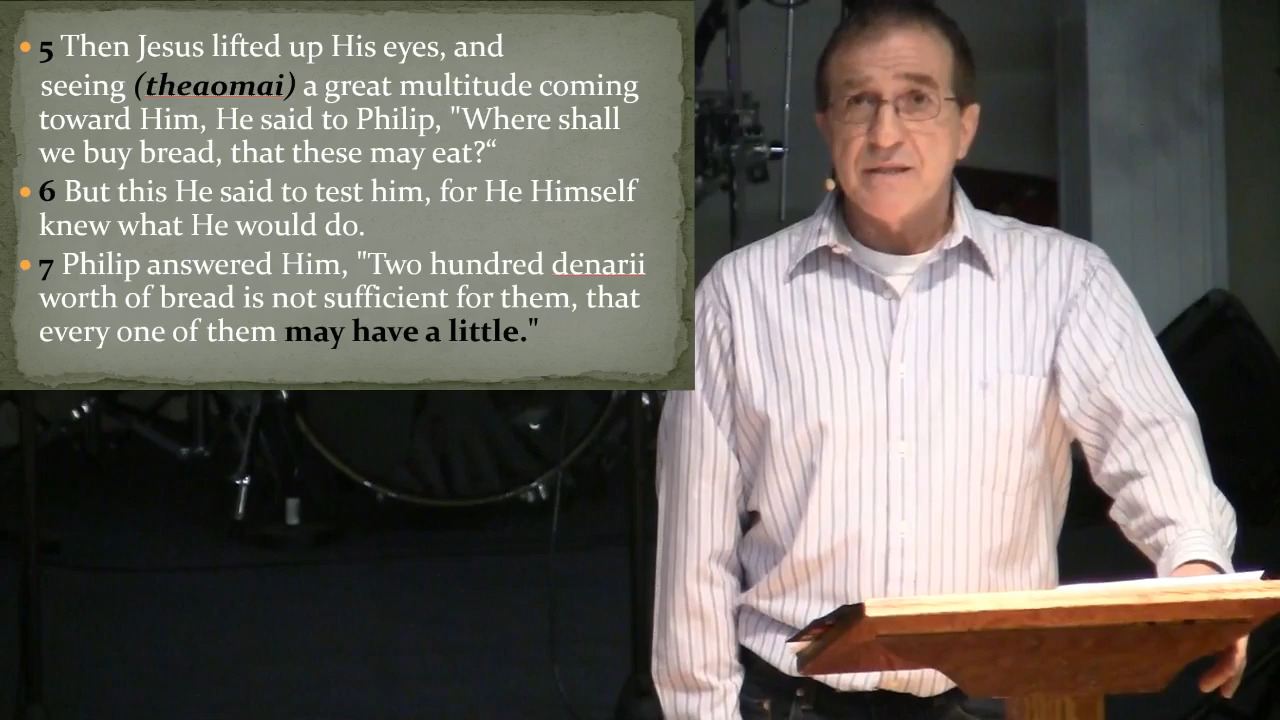 • 5 Then Jesus lifted up His eyes, and
seeing (theaomai) a great multitude coming
toward Him, He said to Philip, "Where shall
we buy bread, that these may eat?“
• 6 But this He said to test him, for He Himself
knew what He would do.
• 7 Philip answered Him, "Two hundred denarii
worth of bread is not sufficient for them, that
every one of them may have a little."